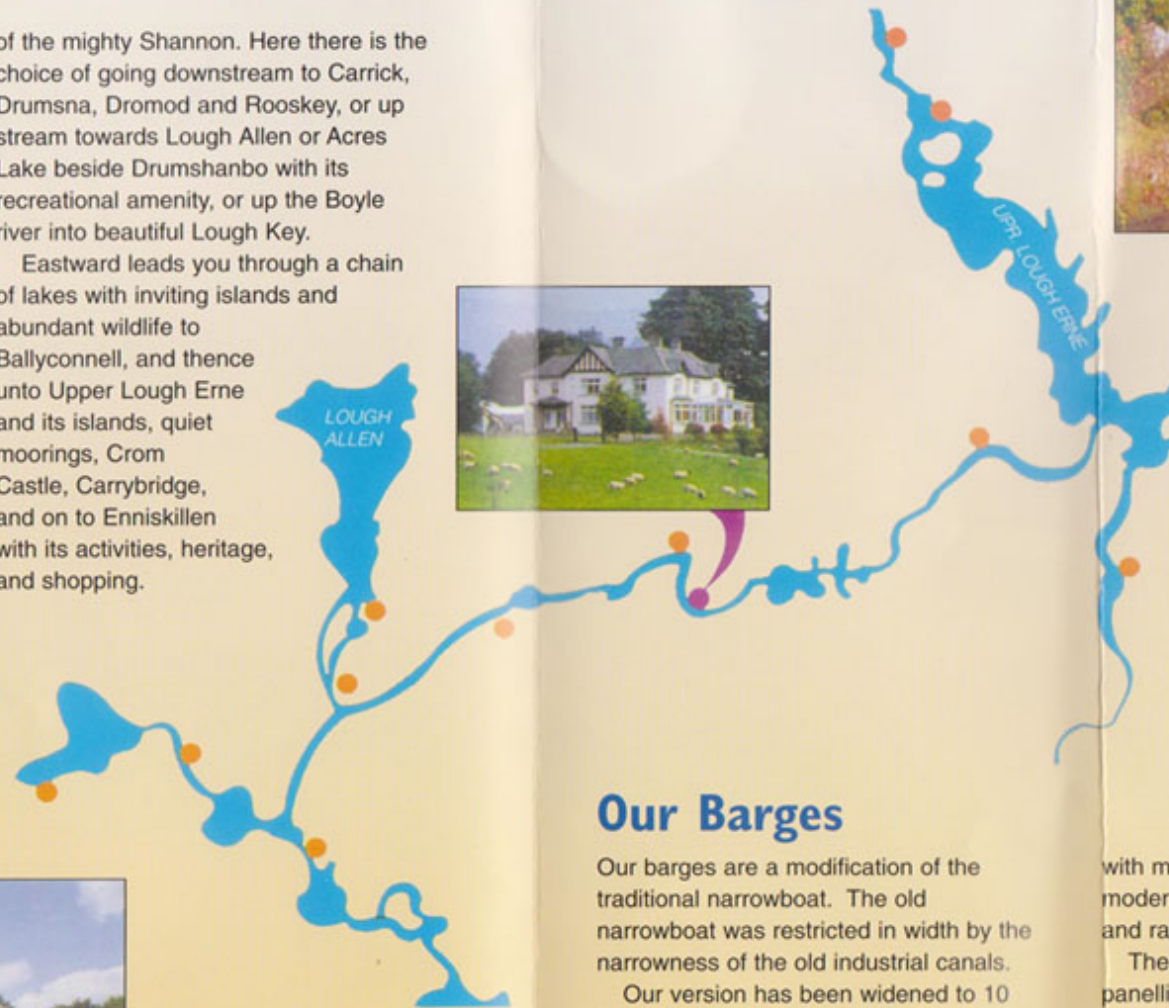 of the mighty Shannon. Here there is the
choice of going downstream to Carrick,
Drumsna, Dromod and Rooskey, or up
stream towards Lough Allen or Acres
Lake beside Drumshanbo with its
recreational amenity, or up the Boyle
river into beautiful Lough Key.
Eastward leads you through a chain
of lakes with inviting islands and
abundant wildlife to
Ballyconnell, and thence
unto Upper Lough Erne
and its islands, quiet
moorings, Crom
Castle, Carrybridge,
and on to Enniskillen
with its activities, heritage,
and shopping.
LOUGH
ALLEN
UPR. LOUGH ERNE
Our Barges
Our barges are a modification of the
traditional narrowboat. The old
narrowboat was restricted in width by the
narrowness of the old industrial canals.
Our version has been widened to 10
with m
moder
and ra
The
panelli